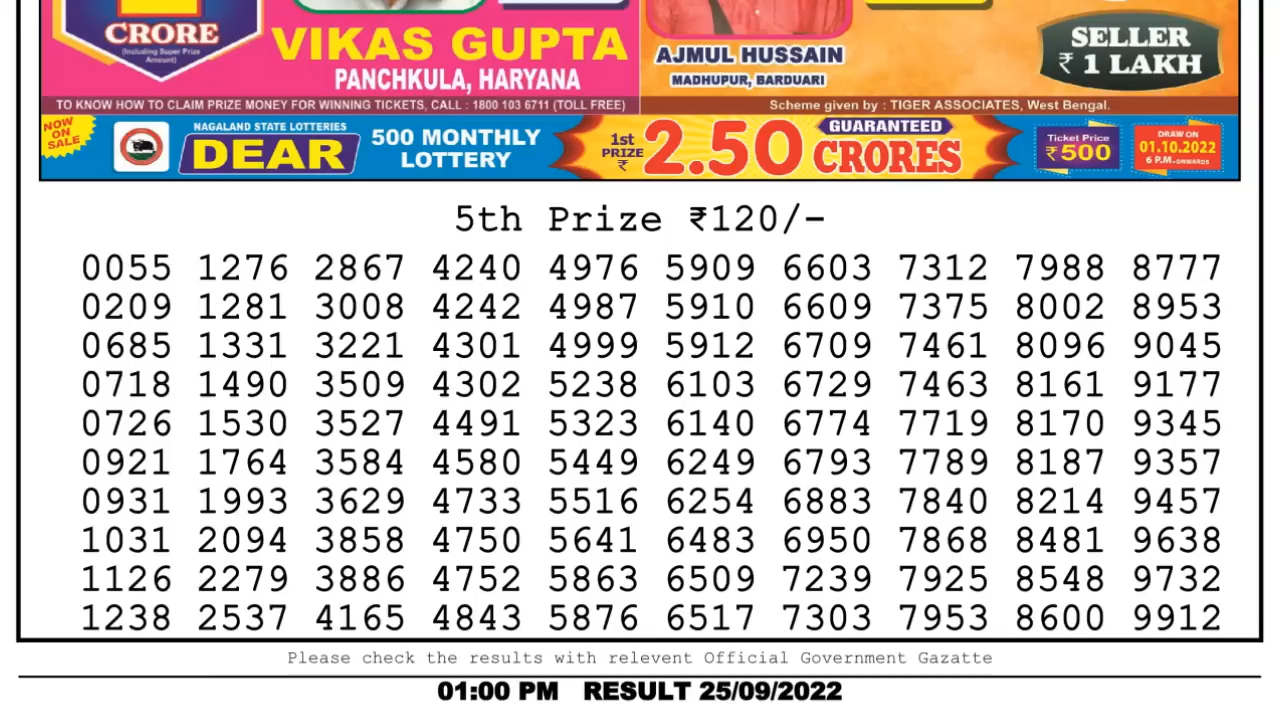 CRORE
(Including Super Prize
Amount)
VIKAS GUPTA
PANCHKULA, HARYANA
AJMUL HUSSAIN
MADHUPUR, BARDUARI
SELLER
₹ 1 LAKH
TO KNOW HOW TO CLAIM PRIZE MONEY FOR WINNING TICKETS, CALL : 1800 103 6711 (TOLL FREE)
Scheme given by : TIGER ASSOCIATES, West Bengal.
NOW
ON
SALE
NAGALAND STATE LOTTERIES
DEAR
500 MONTHLY
LOTTERY
1st
PRIZE
₹
2.50
GUARANTEED
CRORES
Ticket Price
₹500
DRAW ON
01.10.2022
6 P.M. ONWARDS
5th Prize ₹120/-
0055 1276 2867 4240 4976 5909 6603 7312 7988 8777
0209 1281 3008 4242 4987 5910 6609 7375 8002 8953
0685 1331 3221 4301 4999 5912 6709 7461 8096 9045
0718 1490 3509 4302 5238 6103 6729 7463 8161 9177
0726 1530 3527 4491 5323 6140 6774 7719 8170 9345
0921 1764 3584 4580 5449 6249 6793 7789 8187 9357
0931 1993 3629 4733 5516 6254 6883 7840 8214 9457
1031 2094 3858 4750 5641 6483 6950 7868 8481 9638
1126 2279 3886 4752 5863 6509 7239 7925 8548 9732
1238 2537 4165 4843 5876 6517 7303 7953 8600 9912
Please check the results with relevent Official Government Gazatte
01:00 PM RESULT 25/09/2022